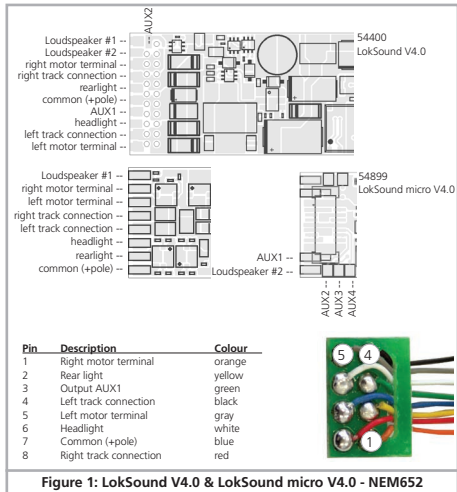 AUX2 --
Loudspeaker #1 --
Loudspeaker #2 --
right motor terminal --
right track connection --
rearlight --
common (+pole) --
AUX1 --
headlight --
left track connection --
left motor terminal --
54400
LokSound V4.0
Loudspeaker #1 --
right motor terminal --
left motor terminal --
right track connection --
left track connection --
headlight --
rearlight --
common (+pole) --
54899
LokSound micro V4.0
AUX1 --
Loudspeaker #2 --
AUX2 --
AUX3 --
AUX4 --
Pin Description Colour
1 Right motor terminal orange
2 Rear light yellow
3 Output AUX1 green
4 Left track connection black
5 Left motor terminal gray
6 Headlight white
7 Common (+pole) blue
8 Right track connection red
5 4
1
Figure 1: LokSound V4.0 & LokSound micro V4.0 - NEM652